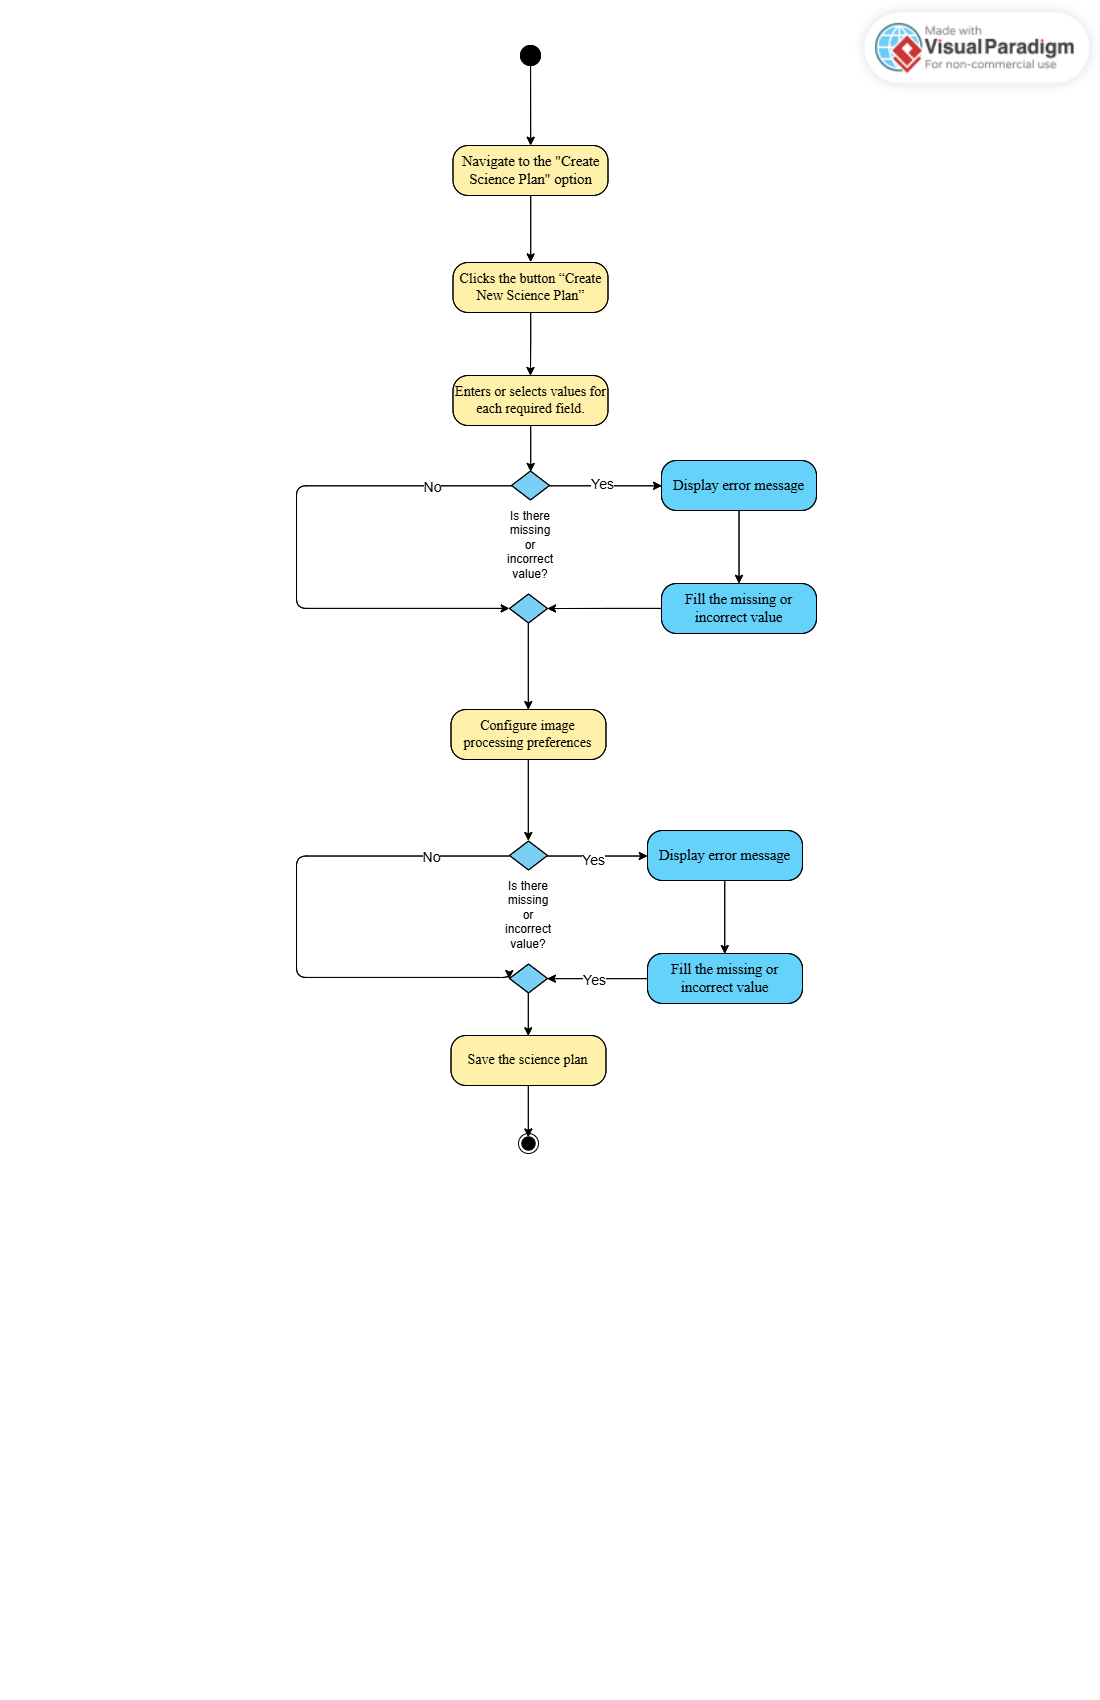 Made with
Visual Paradigm
For non-commercial use
Navigate to the "Create
Science Plan" option
Clicks the button “Create
New Science Plan”
Enters or selects values for
each required field.
No
Yes
Display error message
Is there
missing
or
incorrect
value?
Fill the missing or
incorrect value
Configure image
processing preferences
No
Yes
Display error message
Is there
missing
or
incorrect
value?
Yes
Fill the missing or
incorrect value
Save the science plan